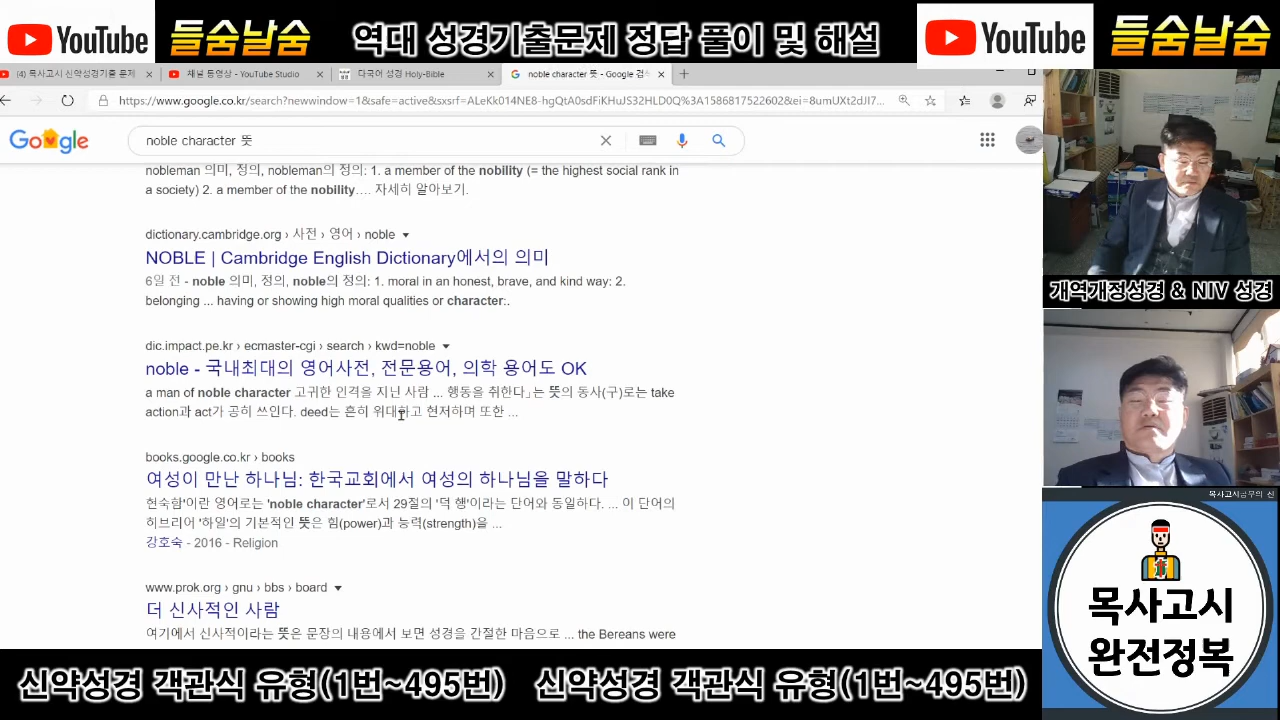 YouTube 들숨날숨 역대 성경기출문제 정답 풀이 및 해설 YouTube 들숨날숨
(4) 목사고시 신약성경기출 문제 × 채널 동영상 - YouTube Studio × 다국어 성경 Holy-Bible × noble character 뜻 - Google 검색 × +
https://www.google.co.kr/search?newwindow=1&safe=active&sxsrf=ALeKk014NE8-hgQtA0sdFiKHuJS32HLD0Q%3A1586817522602&ei=8umUXt2dJI7...
Google noble character 뜻
nobleman 의미, 정의, nobleman의 정의: 1. a member of the nobility (= the highest social rank in
a society) 2. a member of the nobility…. 자세히 알아보기.
dictionary.cambridge.org › 사전 › 영어 › noble
NOBLE | Cambridge English Dictionary에서의 의미
6일 전 - noble 의미, 정의, noble의 정의: 1. moral in an honest, brave, and kind way: 2.
belonging ... having or showing high moral qualities or character:.
dic.impact.pe.kr › ecmaster-cgi › search › kwd=noble
noble - 국내최대의 영어사전, 전문용어, 의학 용어도 OK
a man of noble character 고귀한 인격을 지닌 사람 ... 행동을 취한다」는 뜻의 동사(구)로는 take
action과 act가 공히 쓰인다. deed는 흔히 위대하고 현저하며 또한 ...
books.google.co.kr › books
여성이 만난 하나님: 한국교회에서 여성의 하나님을 말하다
현숙함'이란 영어로는 'noble character'로서 29절의 '덕 행'이라는 단어와 동일하다. ... 이 단어의
히브리어 '하일'의 기본적인 뜻은 힘(power)과 능력(strength)을 ...
강호숙 - 2016 - Religion
www.prok.org › gnu › bbs › board
더 신사적인 사람
여기에서 신사적이라는 뜻은 문장의 내용에서 보면 성경을 간절한 마음으로 ... the Bereans were
개역개정성경 & NIV 성경
목사고시공부의 신
목사고시
완전정복
신약성경 객관식 유형(1번~495번) 신약성경 객관식 유형(1번~495번)